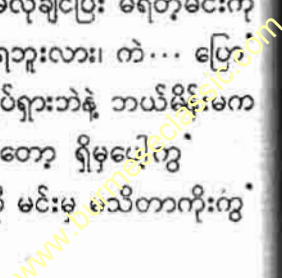 မလုံချင်ပြီး မရတဲ့မင်းကို
ရဘူးလား၊ ကဲ... ပြော"
ပ်ရှားဘဲနဲ့ ဘယ်မိန်းမက
တော့ ရှိမှပေါ့ကွ"
မင်းမှ မသိတာကိုးကွ"
www.burmeseclassic.com